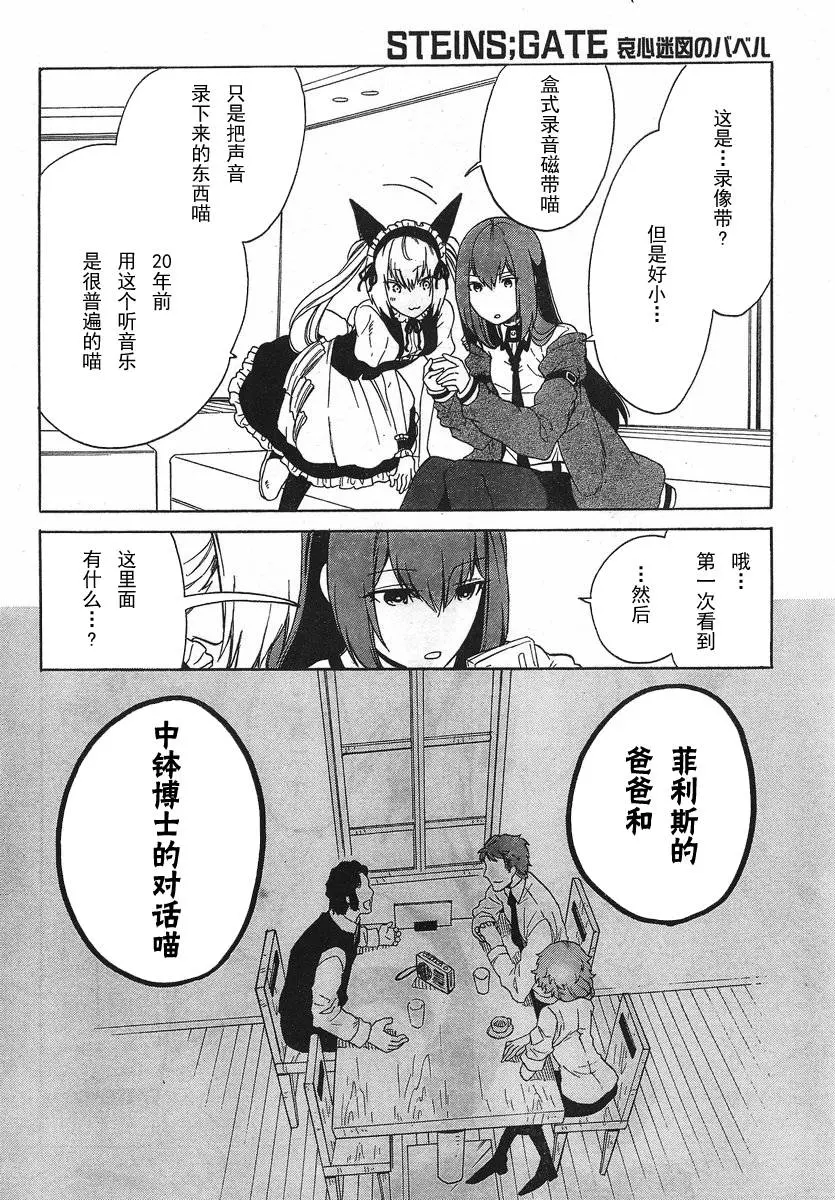 STEINS;GATE 哀心迷図のバベル
这是…录像带?
但是好小…
盒式录音磁带喵
只是把声音
录下来的东西喵
20年前
用这个听音乐
是很普遍的喵
哦…
第一次看到
…然后
这里面
有什么…?
菲利斯的
爸爸和
中钵博士的对话喵